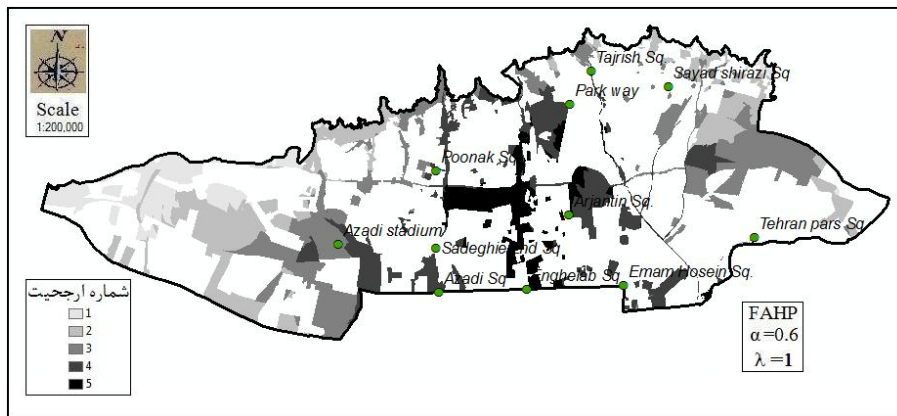 N
Scale
1:200,000
Tajrish Sq.
Sayad shirazi Sq
Park way
Poonak Sq
Arjantin Sq.
Azadi stadium
Sadeghie 2nd Sq
Tehran pars Sq.
Azadi Sq
Enghelab Sq
Emam Hosein Sq.
شماره ارجحیت
1
2
3
4
5
FAHP
α =0.6
λ =1